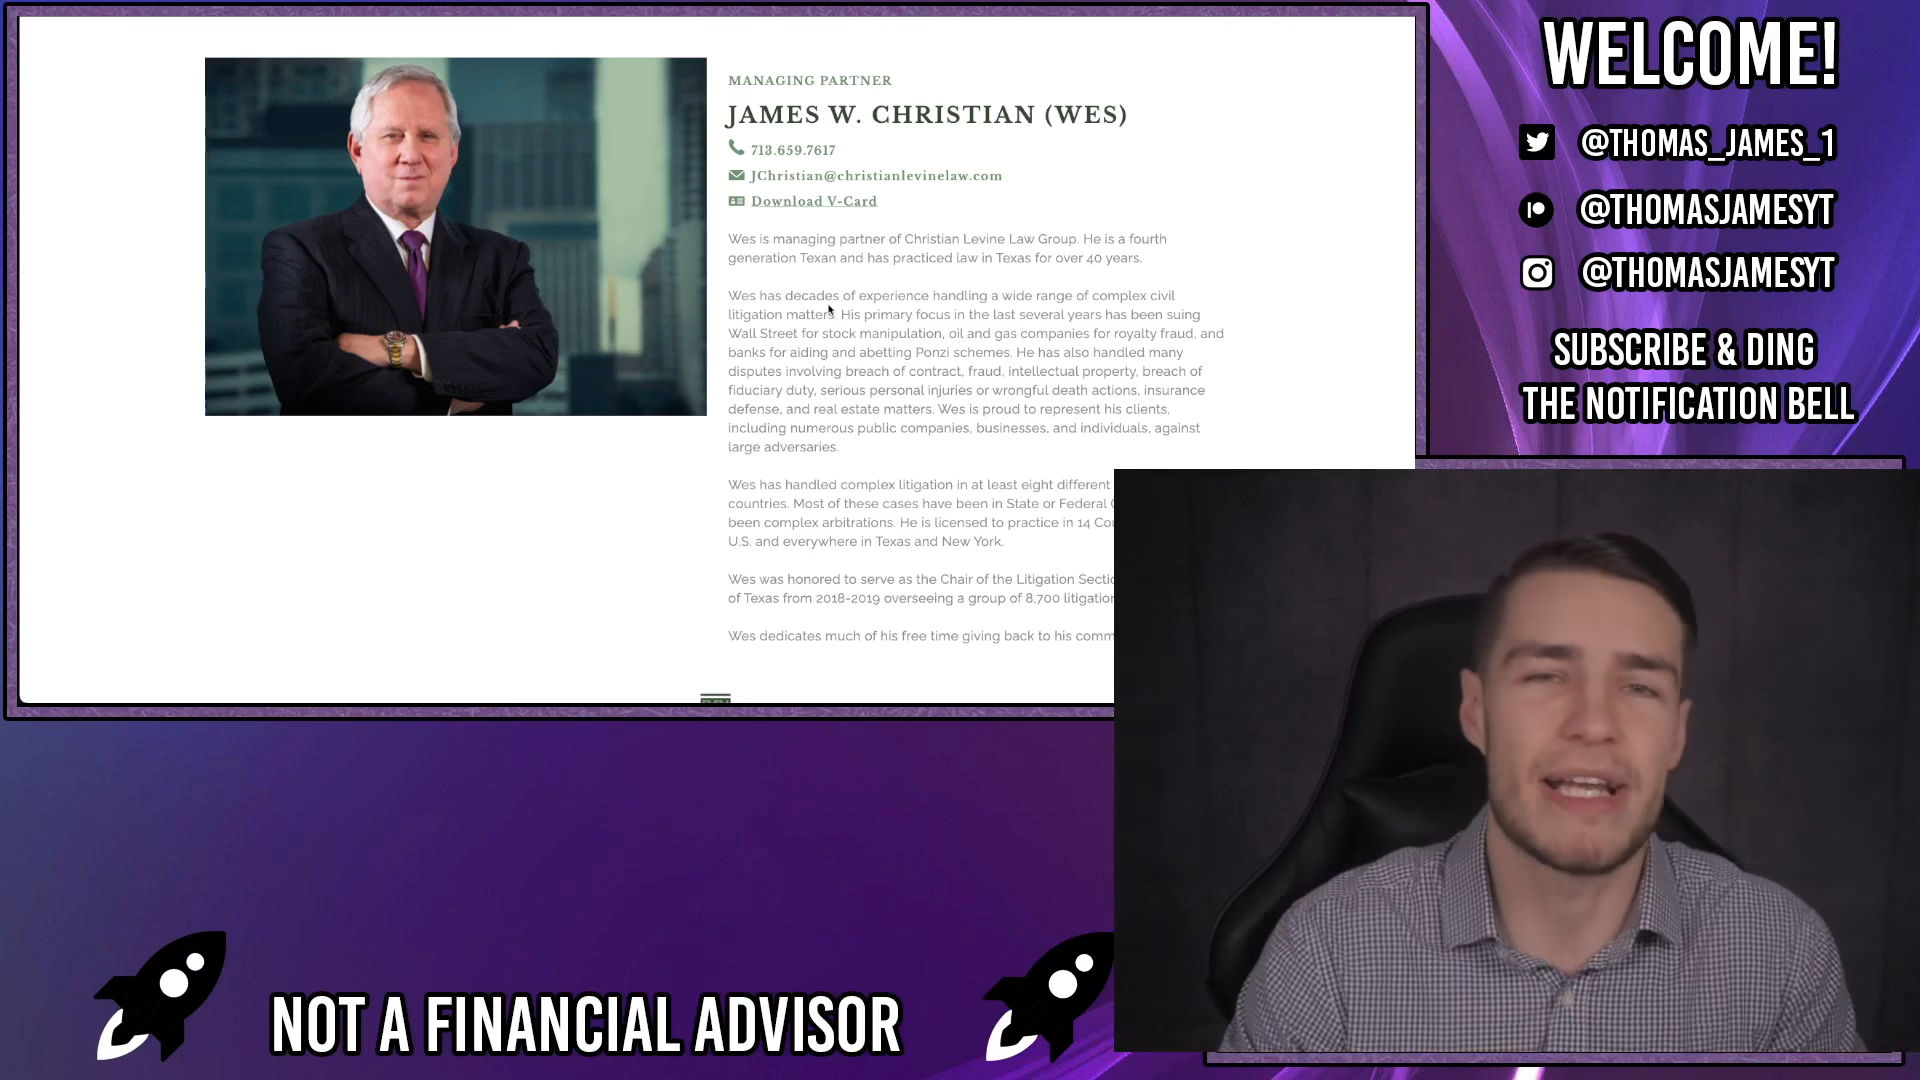 MANAGING PARTNER
JAMES W. CHRISTIAN (WES)
713.659.7617
JChristian@christianlevinelaw.com
Download V-Card
Wes is managing partner of Christian Levine Law Group. He is a fourth
generation Texan and has practiced law in Texas for over 40 years.
Wes has decades of experience handling a wide range of complex civil
litigation matters. His primary focus in the last several years has been suing
Wall Street for stock manipulation, oil and gas companies for royalty fraud, and
banks for aiding and abetting Ponzi schemes. He has also handled many
disputes involving breach of contract, fraud, intellectual property, breach of
fiduciary duty, serious personal injuries or wrongful death actions, insurance
defense, and real estate matters. Wes is proud to represent his clients,
including numerous public companies, businesses, and individuals, against
large adversaries.
Wes has handled complex litigation in at least eight different
countries. Most of these cases have been in State or Federal
been complex arbitrations. He is licensed to practice in 14
U.S. and everywhere in Texas and New York.
Wes was honored to serve as the Chair of the Litigation
of Texas from 2018-2019 overseeing a group of 8,700
Wes dedicates much of his free time giving back to his
WELCOME!
@THOMAS_JAMES_1
@THOMASJAMESYT
@THOMASJAMESYT
SUBSCRIBE & DING
THE NOTIFICATION BELL
NOT A FINANCIAL ADVISOR